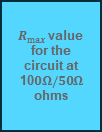 Rmax value
for the
circuit at
100Ω/50Ω
ohms